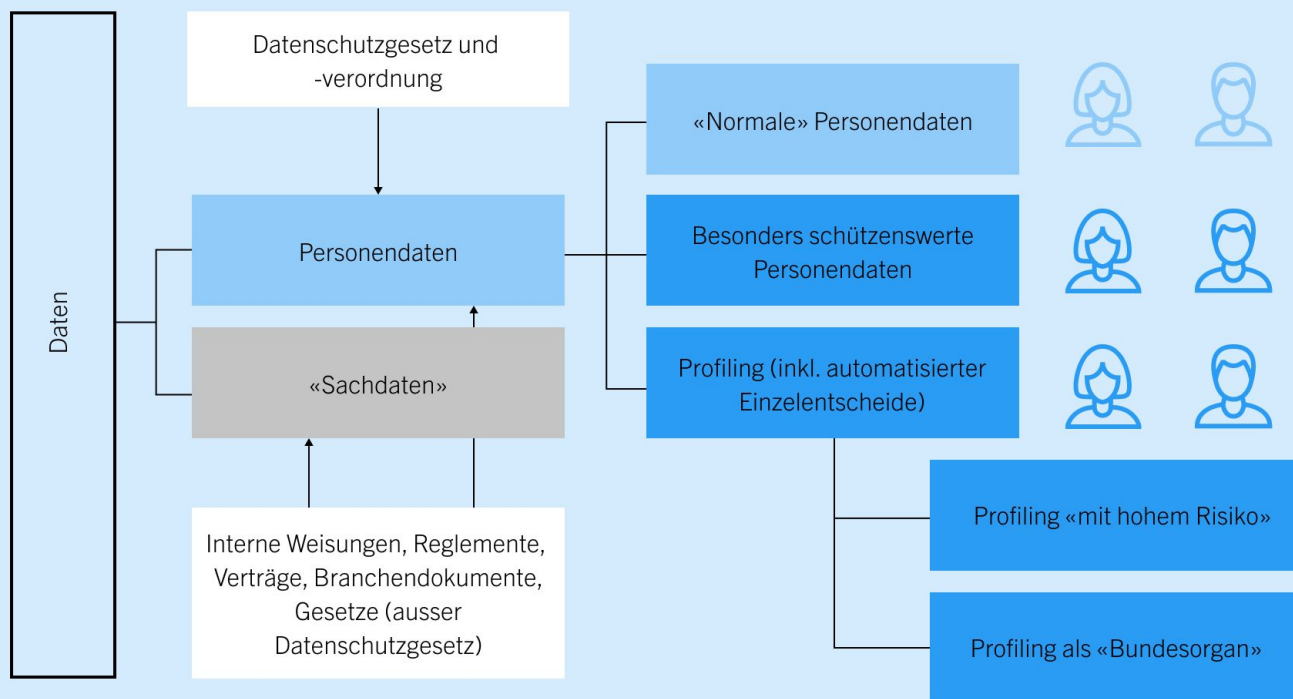 Daten
Datenschutzgesetz und
-verordnung
Personendaten
«Sachdaten»
Interne Weisungen, Reglemente,
Verträge, Branchendokumente,
Gesetze (ausser
Datenschutzgesetz)
«Normale» Personendaten
Besonders schützenswerte
Personendaten
Profiling (inkl. automatisierter
Einzelentscheide)
Profiling «mit hohem Risiko»
Profiling als «Bundesorgan»